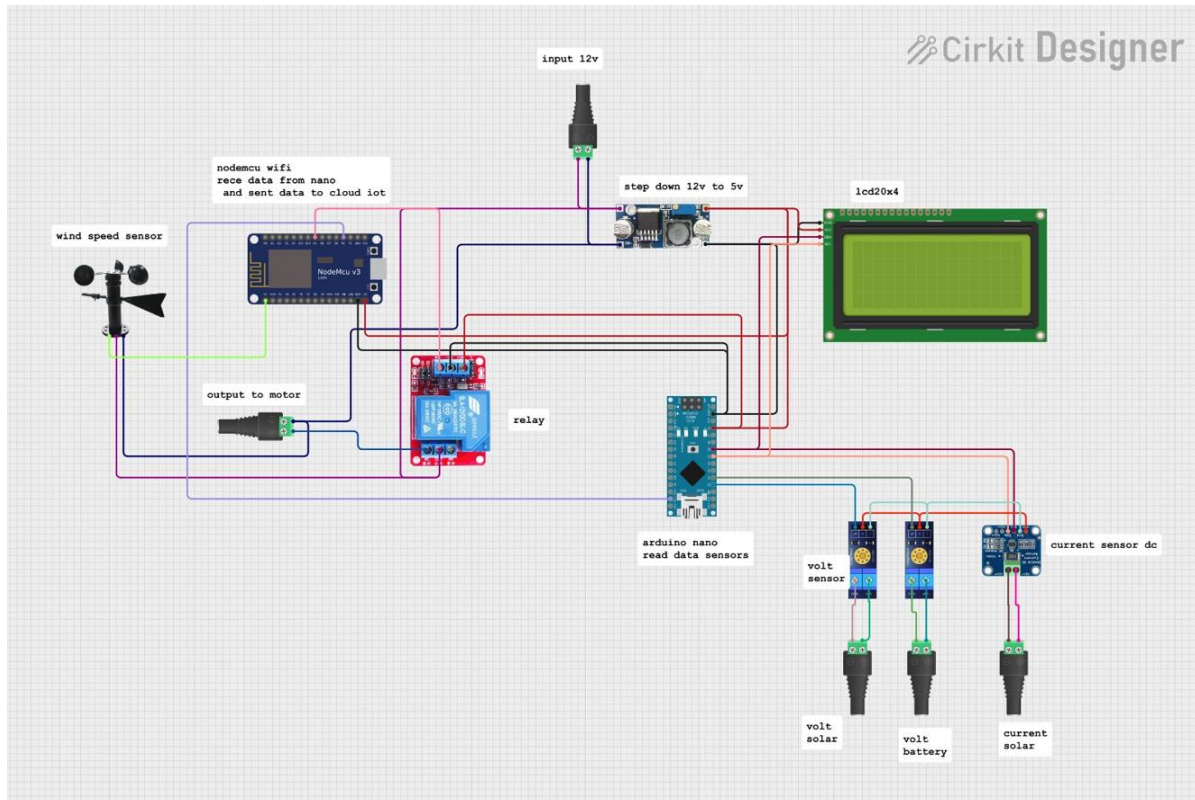 Cirkit Designer
input 12v
nodemcu wifi
rece data from nano
and sent data to cloud iot
step down 12v to 5v
lcd20x4
wind speed sensor
NodeMcu v3
output to motor
relay
arduino nano
read data sensors
volt
sensor
current sensor dc
volt
solar
volt
battery
current
solar